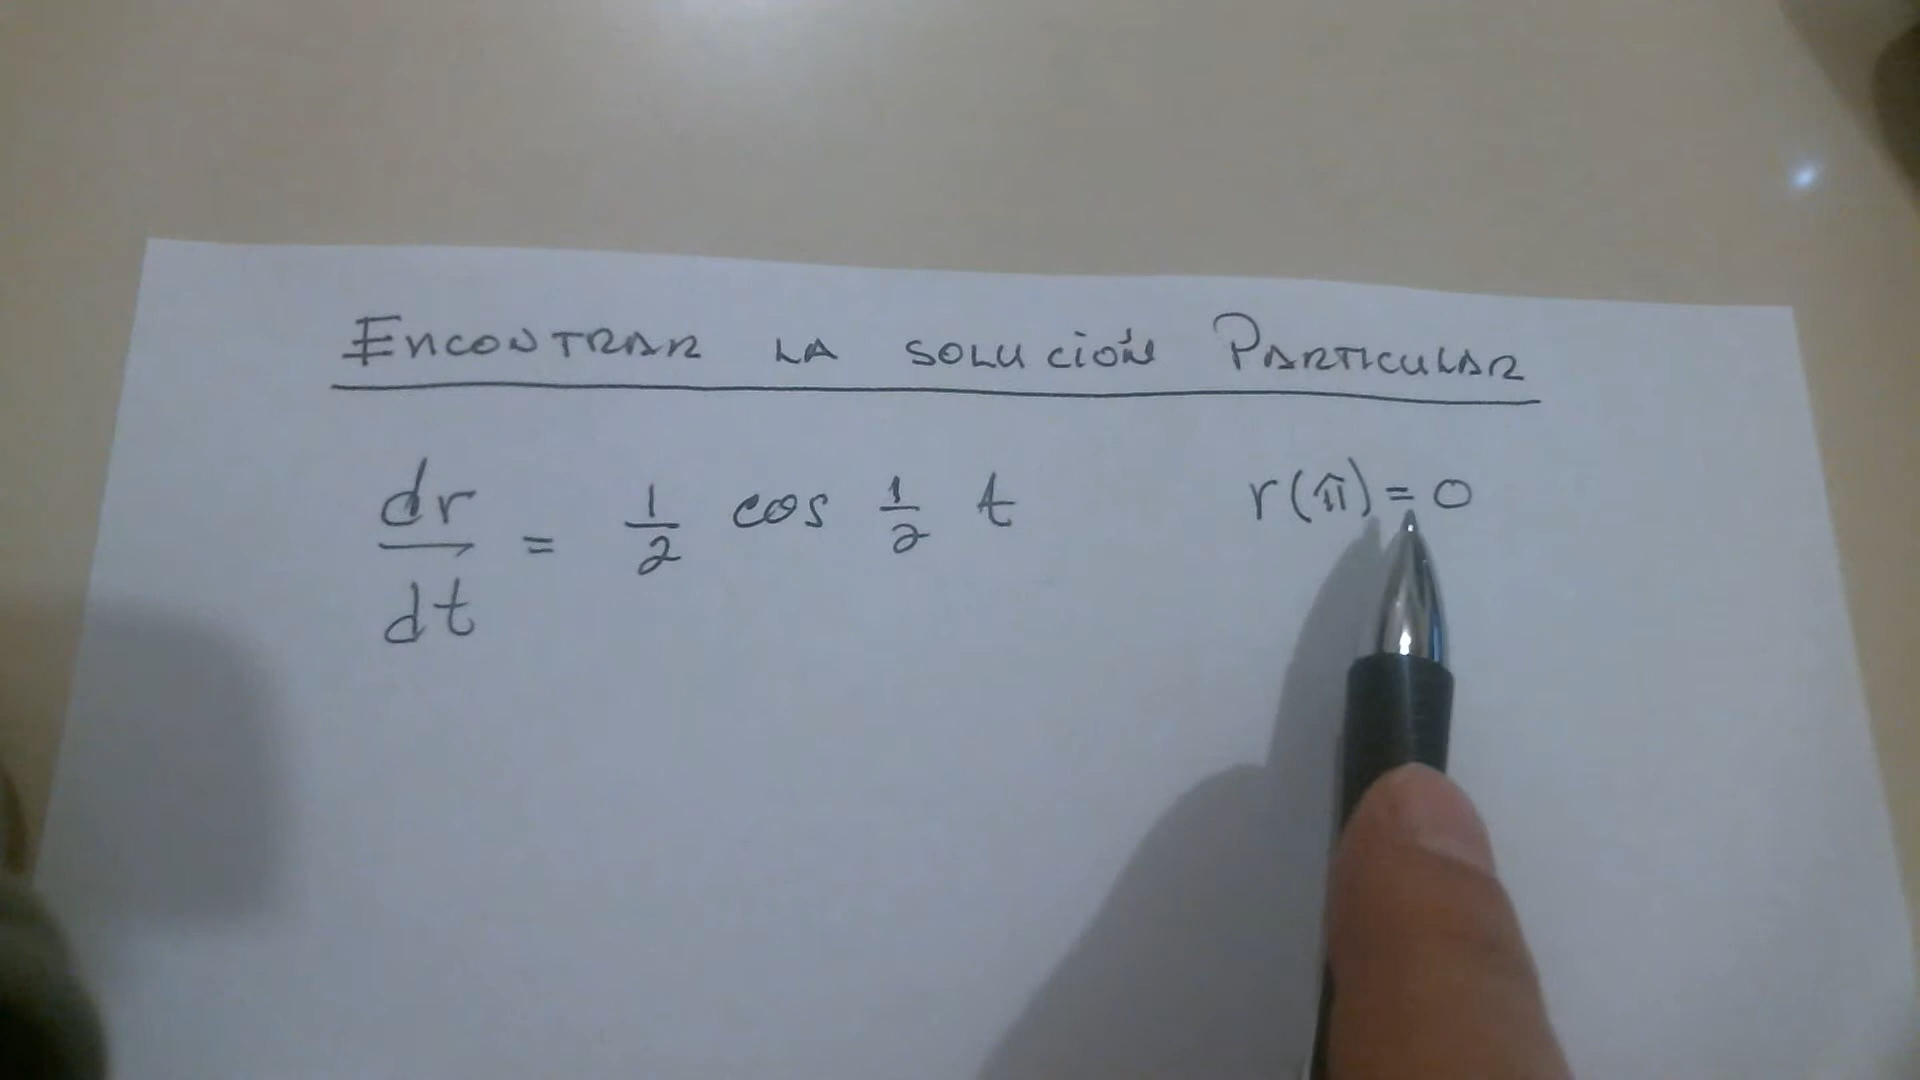 ENCONTRAR LA SOLUCIÓN PARTICULAR
dr/dt = 1/2 cos 1/2 t r(π) = 0